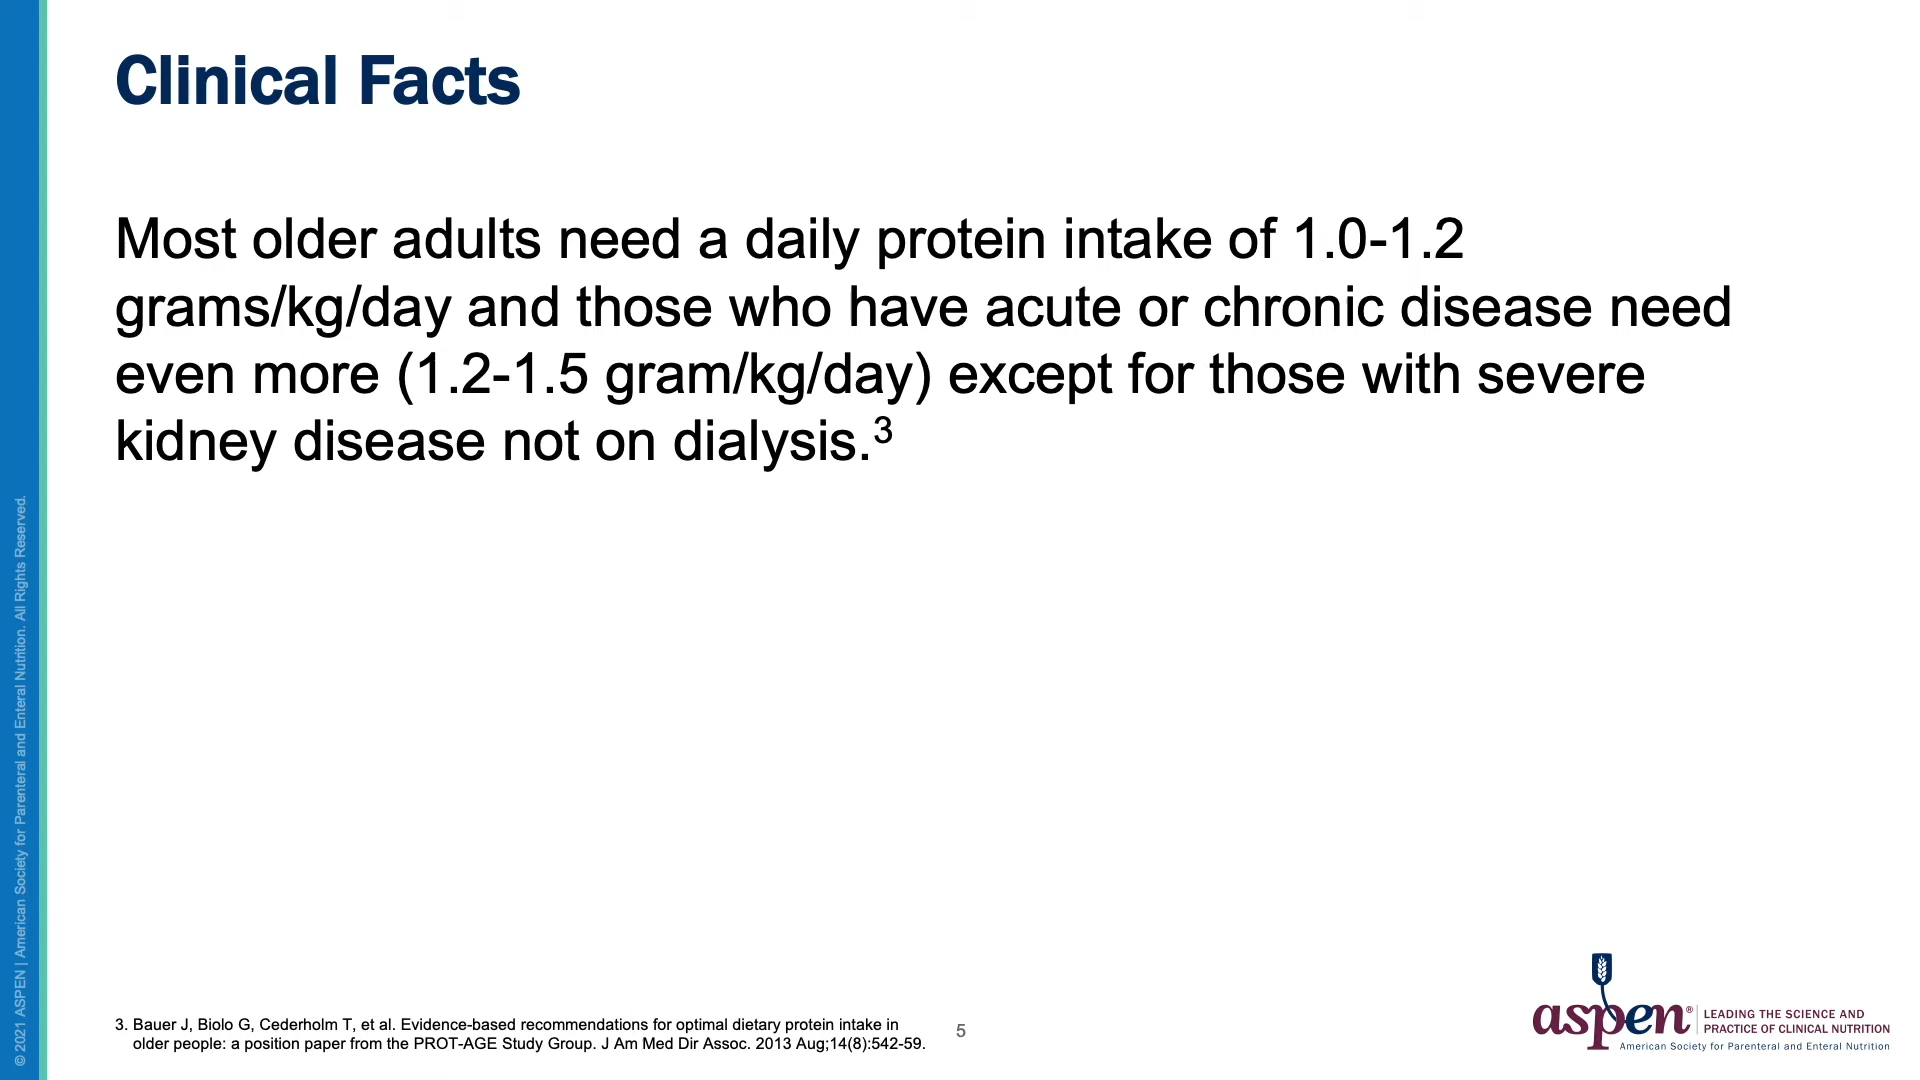 Clinical Facts
Most older adults need a daily protein intake of 1.0-1.2
grams/kg/day and those who have acute or chronic disease need
even more (1.2-1.5 gram/kg/day) except for those with severe
kidney disease not on dialysis.³
© 2021 ASPEN | American Society for Parenteral and Enteral Nutrition. All Rights Reserved.
3. Bauer J, Biolo G, Cederholm T, et al. Evidence-based recommendations for optimal dietary protein intake in
older people: a position paper from the PROT-AGE Study Group. J Am Med Dir Assoc. 2013 Aug;14(8):542-59.
5
aspen®
LEADING THE SCIENCE AND
PRACTICE OF CLINICAL NUTRITION
American Society for Parenteral and Enteral Nutrition